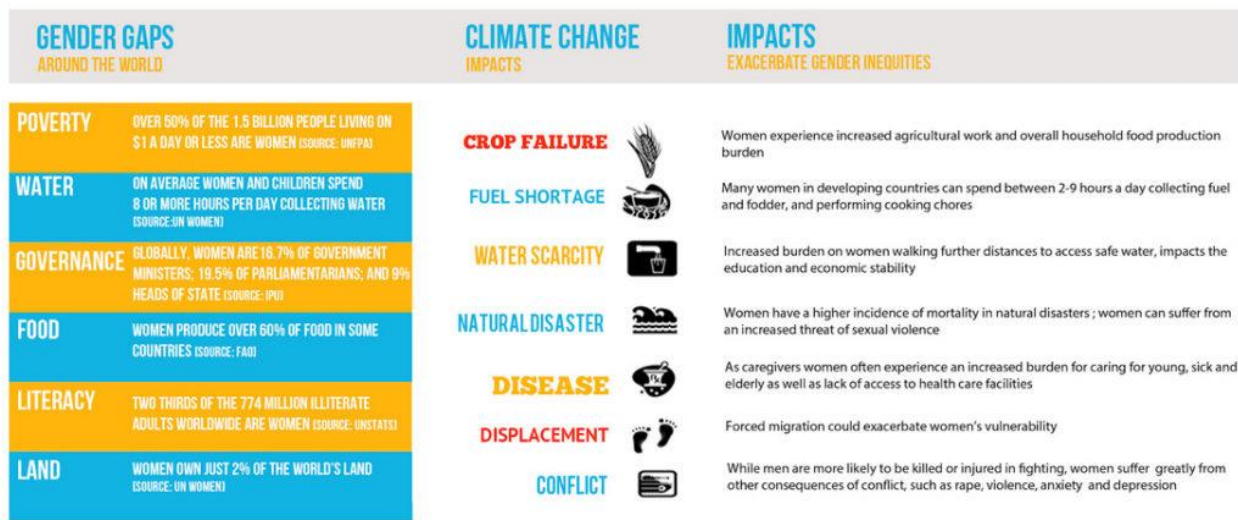 GENDER GAPS
AROUND THE WORLD
CLIMATE CHANGE
IMPACTS
IMPACTS
EXACERBATE GENDER INEQUITIES
POVERTY
OVER 50% OF THE 1.5 BILLION PEOPLE LIVING ON
$1 A DAY OR LESS ARE WOMEN [SOURCE: UNFPA]
WATER
ON AVERAGE WOMEN AND CHILDREN SPEND
8 OR MORE HOURS PER DAY COLLECTING WATER
[SOURCE:UN WOMEN]
GOVERNANCE
GLOBALLY, WOMEN ARE 16.7% OF GOVERNMENT
MINISTERS; 19.5% OF PARLIAMENTARIANS; AND 9%
HEADS OF STATE [SOURCE: IPU]
FOOD
WOMEN PRODUCE OVER 60% OF FOOD IN SOME
COUNTRIES [SOURCE: FAO]
LITERACY
TWO THIRDS OF THE 774 MILLION ILLITERATE
ADULTS WORLDWIDE ARE WOMEN [SOURCE: UNSTATS]
LAND
WOMEN OWN JUST 2% OF THE WORLD'S LAND
[SOURCE: UN WOMEN]
CROP FAILURE
Women experience increased agricultural work and overall household food production
burden
FUEL SHORTAGE
Many women in developing countries can spend between 2-9 hours a day collecting fuel
and fodder, and performing cooking chores
WATER SCARCITY
Increased burden on women walking further distances to access safe water, impacts the
education and economic stability
NATURAL DISASTER
Women have a higher incidence of mortality in natural disasters ; women can suffer from
an increased threat of sexual violence
DISEASE
As caregivers women often experience an increased burden for caring for young, sick and
elderly as well as lack of access to health care facilities
DISPLACEMENT
Forced migration could exacerbate women's vulnerability
CONFLICT
While men are more likely to be killed or injured in fighting, women suffer greatly from
other consequences of conflict, such as rape, violence, anxiety and depression